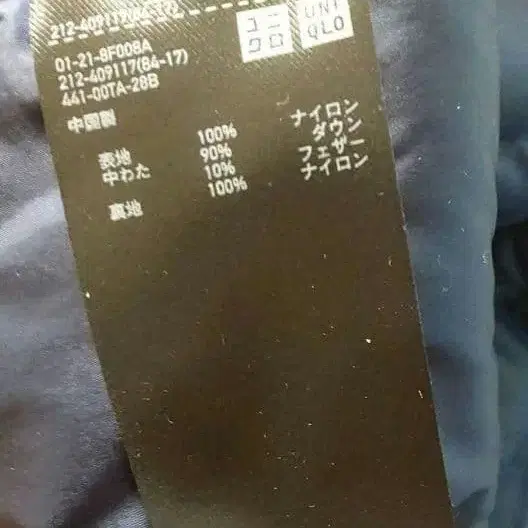 ユニ
クロ
UNI
QLO
01-21-8F008A
212-409117(84-17)
441-00TA-28B
中国製
表地 100% ナイロン
中わた 90% ダウン
10% フェザー
裏地 100% ナイロン